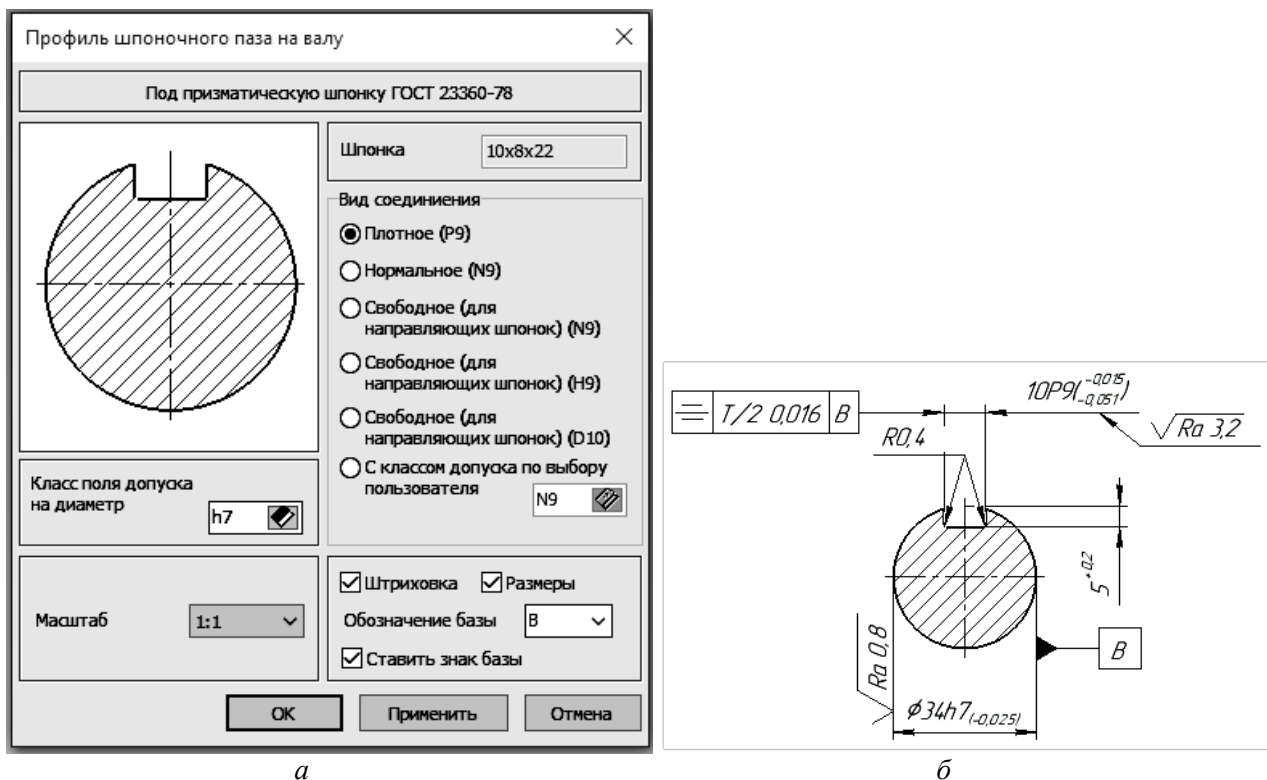 Профиль шпоночного паза на валу
Под призматическую шпонку ГОСТ 23360-78
Шпонка 10х8х22
Вид соединиения
Плотное (P9)
Нормальное (N9)
Свободное (для
направляющих шпонок) (N9)
Свободное (для
направляющих шпонок) (H9)
Свободное (для
направляющих шпонок) (D10)
С классом допуска по выбору
пользователя N9
Класс поля допуска
на диаметр h7
Масштаб 1:1
Штриховка Размеры
Обозначение базы В
Ставить знак базы
ОК Применить Отмена
а
T/2 0,016 В
10P9(-0,015
-0,051)
Ra 3,2
R0,4
5+0,2
Ra 0,8
В
ϕ34h7(-0,025)
б